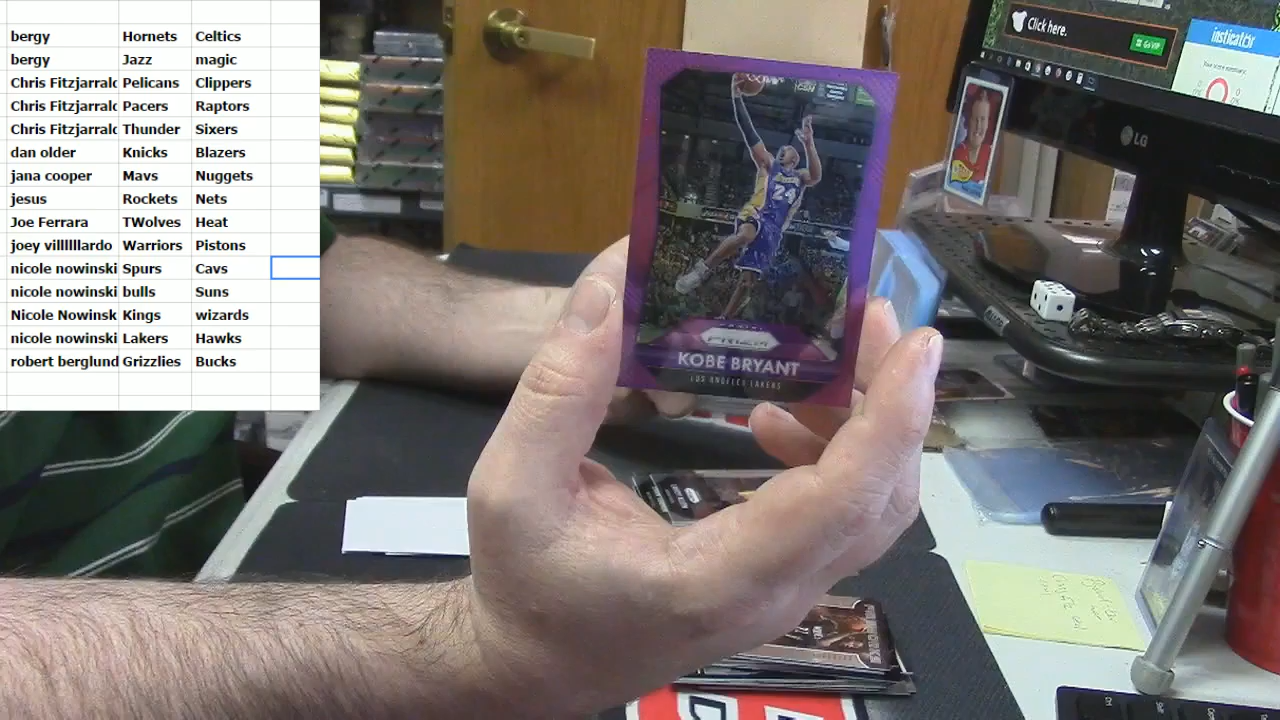 bergy Hornets Celtics
bergy Jazz magic
Chris Fitzjarralc Pelicans Clippers
Chris Fitzjarralc Pacers Raptors
Chris Fitzjarralc Thunder Sixers
dan older Knicks Blazers
jana cooper Mavs Nuggets
jesus Rockets Nets
Joe Ferrara TWolves Heat
joey villllllardo Warriors Pistons
nicole nowinski Spurs Cavs
nicole nowinski bulls Suns
Nicole Nowinsk Kings wizards
nicole nowinski Lakers Hawks
robert berglund Grizzlies Bucks
24
PRIZM
KOBE BRYANT
LOS ANGELES LAKERS
Click here.
Go VIP
insticator
LG